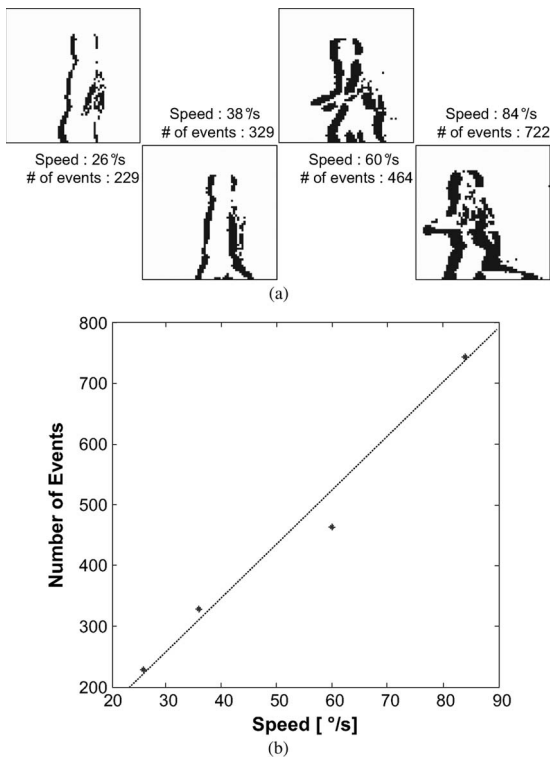 Speed : 26°/s
# of events : 229
Speed : 38°/s
# of events : 329
Speed : 60°/s
# of events : 464
Speed : 84°/s
# of events : 722
(a)
800
700
600
500
400
300
200
Number of Events
20 30 40 50 60 70 80 90
Speed [ °/s]
(b)